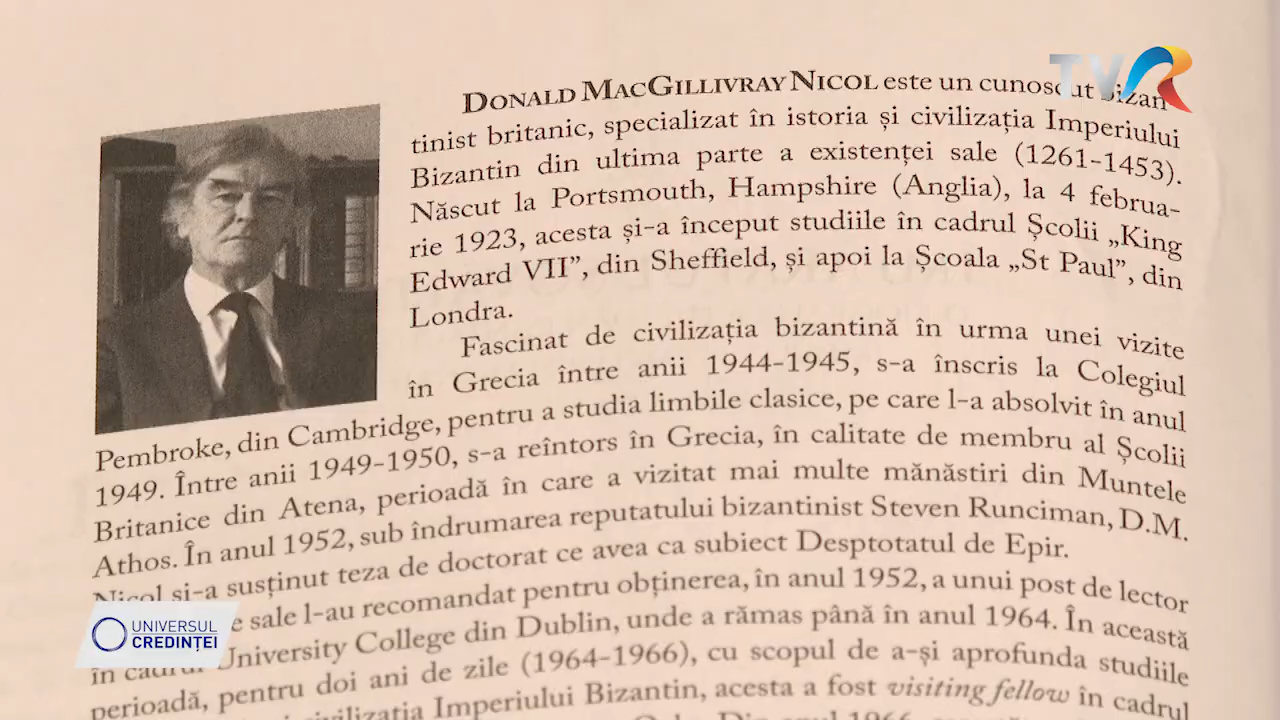 TVR
DONALD MACGILLIVRAY NICOL este un cunoscut bizan-
tinist britanic, specializat în istoria și civilizația Imperiului
Bizantin din ultima parte a existenței sale (1261-1453).
Născut la Portsmouth, Hampshire (Anglia), la 4 februa-
rie 1923, acesta și-a început studiile în cadrul Școlii „King
Edward VII”, din Sheffield, și apoi la Școala „St Paul”, din
Londra.
Fascinat de civilizația bizantină în urma unei vizite
în Grecia între anii 1944-1945, s-a înscris la Colegiul
Pembroke, din Cambridge, pentru a studia limbile clasice, pe care l-a absolvit în anul
1949. Între anii 1949-1950, s-a reîntors în Grecia, în calitate de membru al Școlii
Britanice din Atena, perioadă în care a vizitat mai multe mănăstiri din Muntele
Athos. În anul 1952, sub îndrumarea reputatului bizantinist Steven Runciman, D.M.
Nicol și-a susținut teza de doctorat ce avea ca subiect Desptotatul de Epir.
sale l-au recomandat pentru obținerea, în anul 1952, a unui post de lector
în cadrul University College din Dublin, unde a rămas până în anul 1964. În această
perioadă, pentru doi ani de zile (1964-1966), cu scopul de a-și aprofunda studiile
civilizația Imperiului Bizantin, acesta a fost visiting fellow în cadrul
Din anul 1966
UNIVERSUL
CREDINȚEI